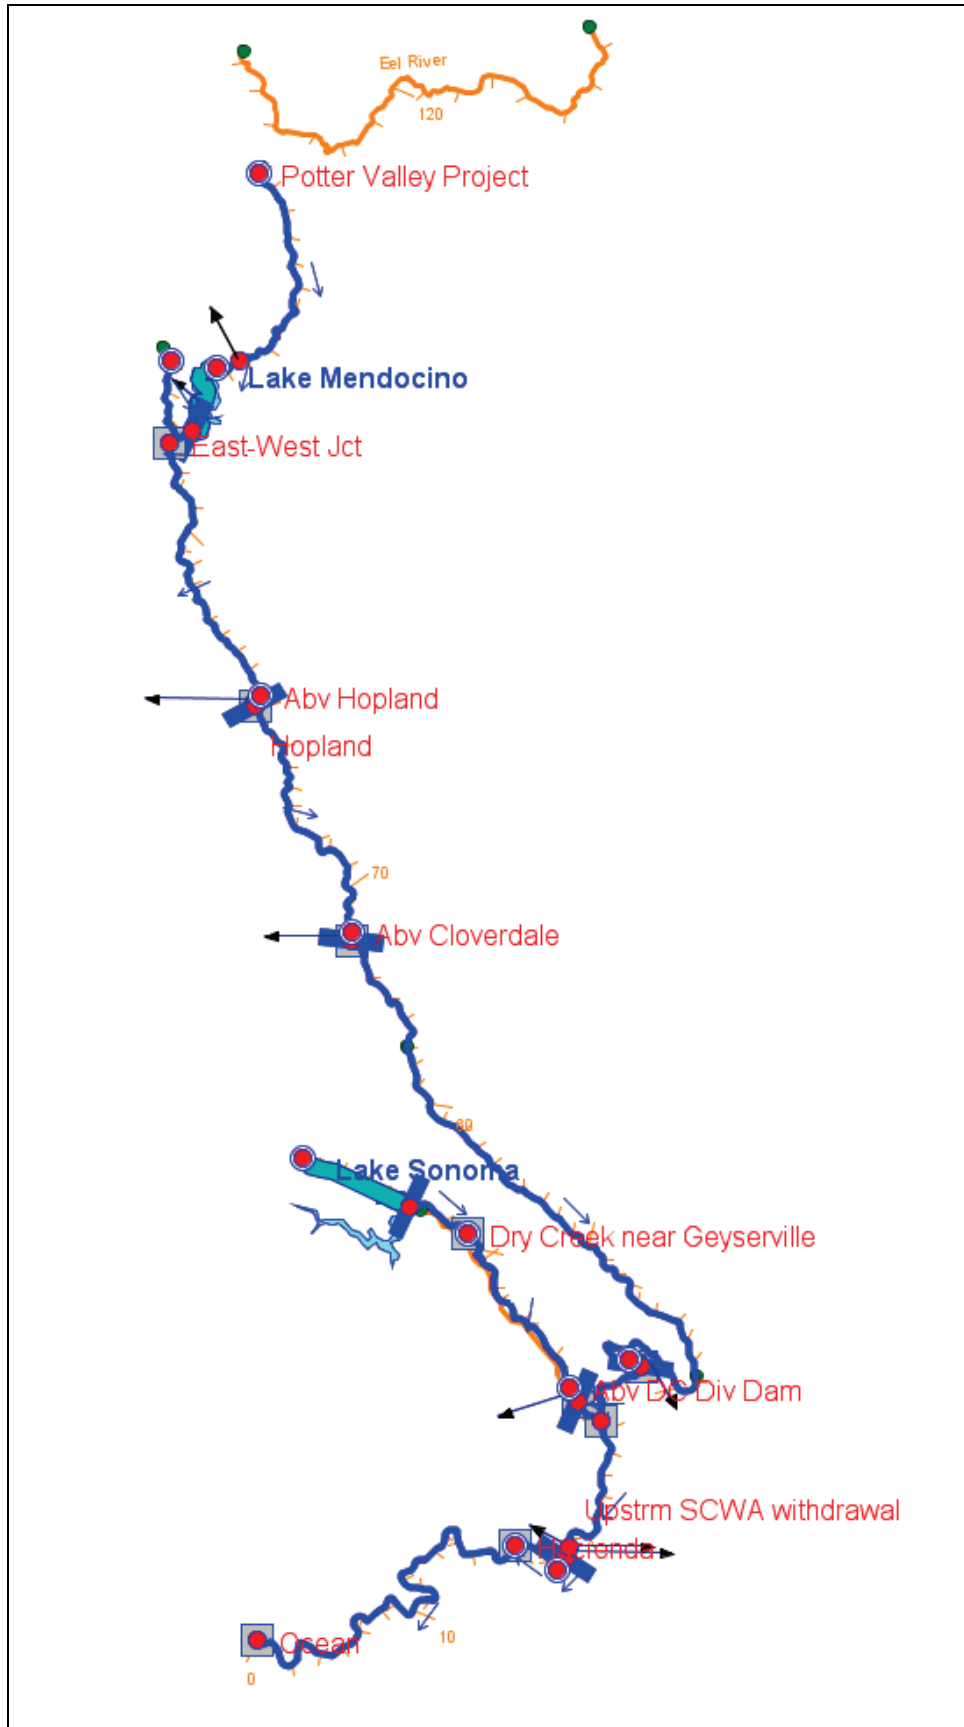 Eel River
120
Potter Valley Project
Lake Mendocino
East-West Jct
Abv Hopland
Hopland
70
Abv Cloverdale
Lake Sonoma
Dry Creek near Geyserville
Abv DC Div Dam
Upstrm SCWA withdrawal
Hacienda
10
Ocean
0